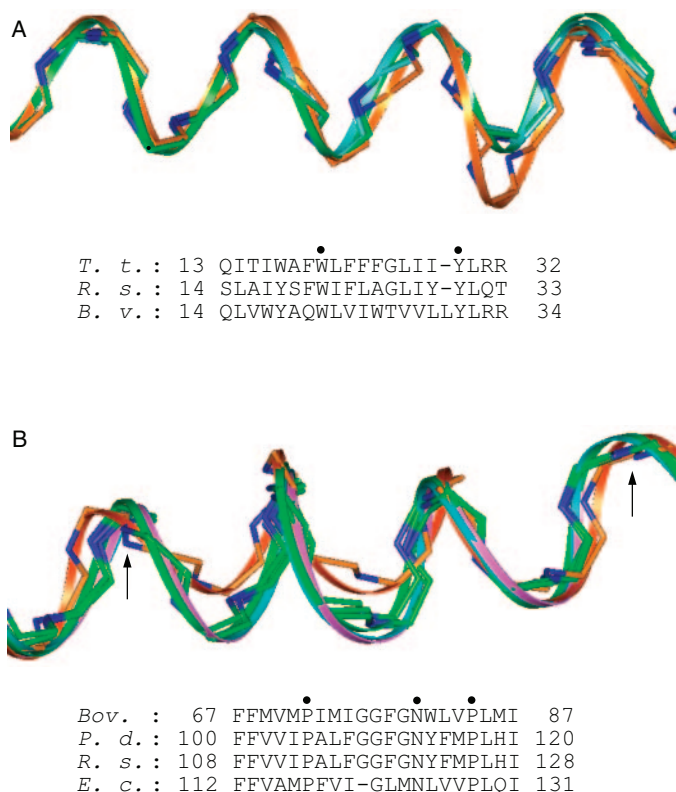 A
T. t.: 13 QITIWAFWLFFFGLII-YLRR 32
R. s.: 14 SLAIYSFWIFLAGLIY-YLQT 33
B. v.: 14 QLVWYAQWLVIWTVVLLYLRR 34
B
Bov. : 67 FFMVMPIMIGGFGNWLVPLMI 87
P. d.: 100 FFVVIPALFGGFGNYFMPLHI 120
R. s.: 108 FFVVIPALFGGFGNYFMPLHI 128
E. c.: 112 FFVAMPFVI-GLMNLVVPLQI 131